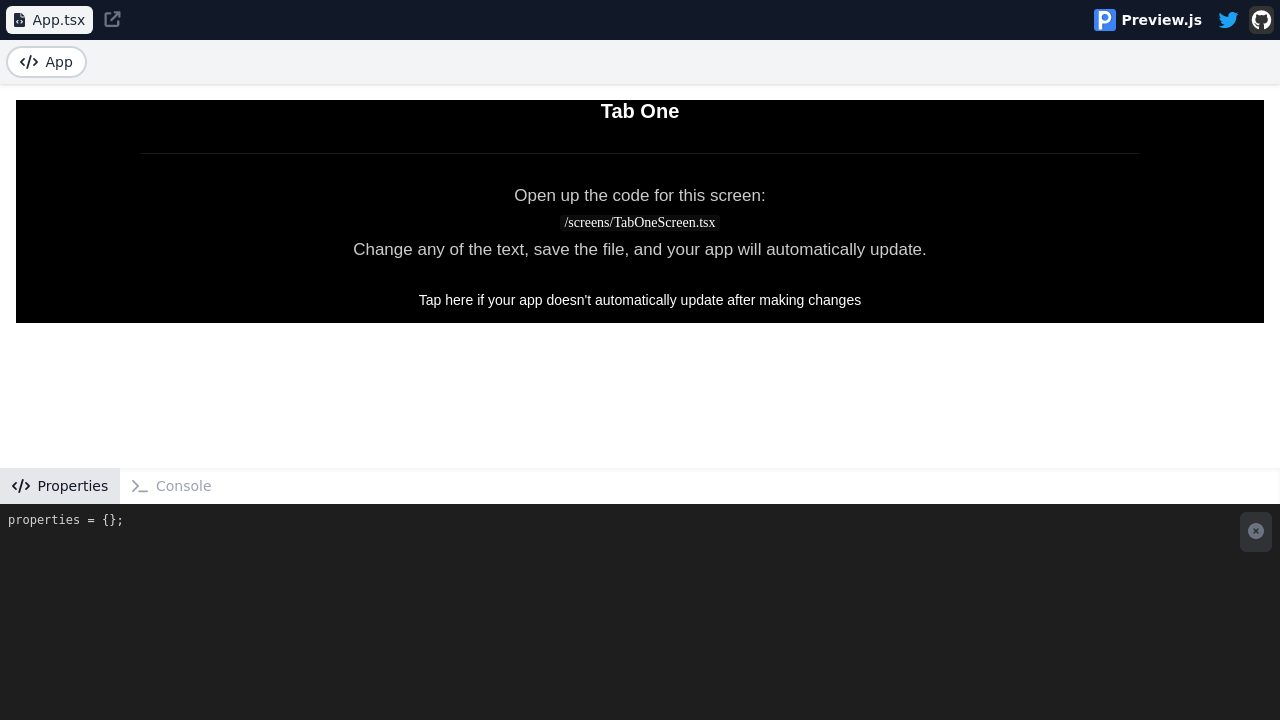 App.tsx
Preview.js
App
Tab One
Open up the code for this screen:
/screens/TabOneScreen.tsx
Change any of the text, save the file, and your app will automatically update.
Tap here if your app doesn't automatically update after making changes
Properties
Console
properties = {};